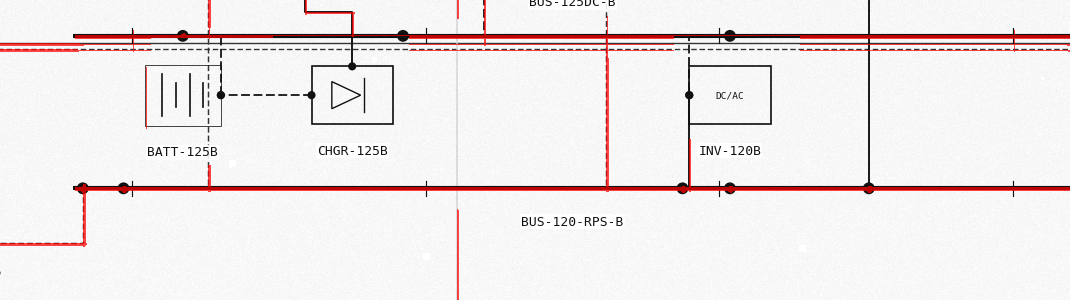 BUS-125DC-B
DC/AC
BATT-125B
CHGR-125B
INV-120B
BUS-120-RPS-B